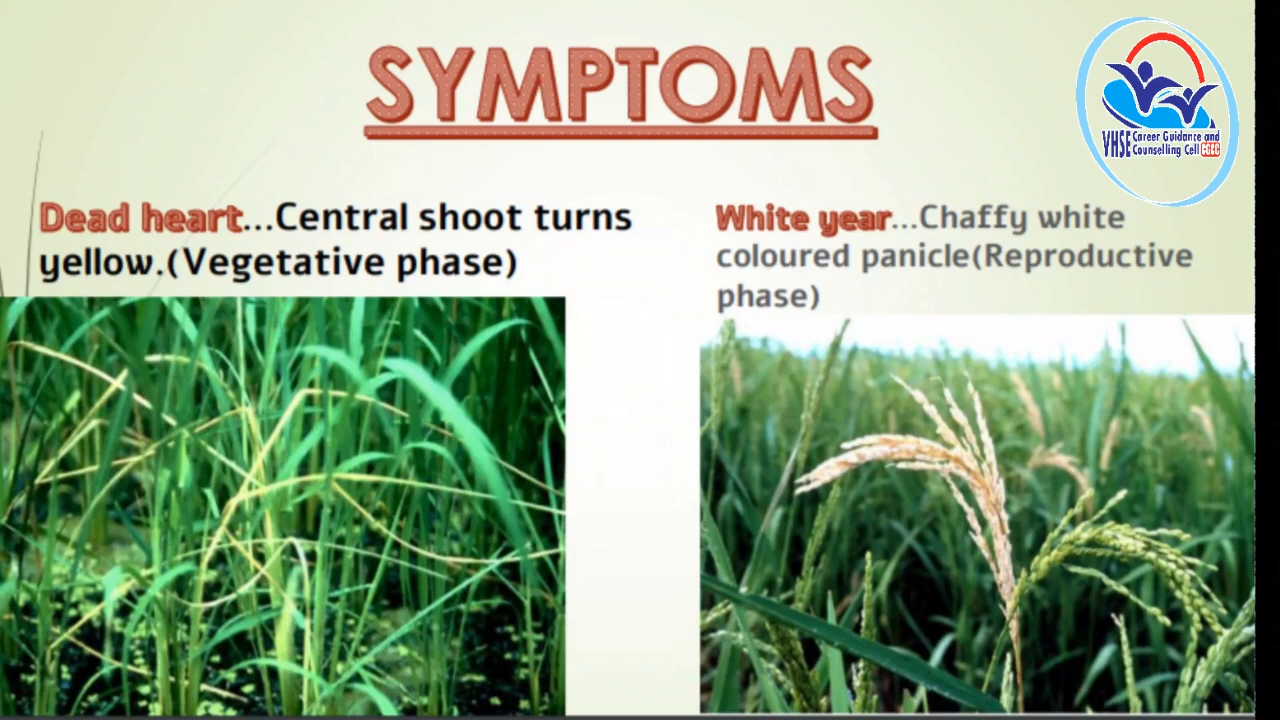 SYMPTOMS
VHSE Career Guidance and
Counselling Cell CGCC
Dead heart...Central shoot turns
yellow.(Vegetative phase)
White year...Chaffy white
coloured panicle(Reproductive
phase)